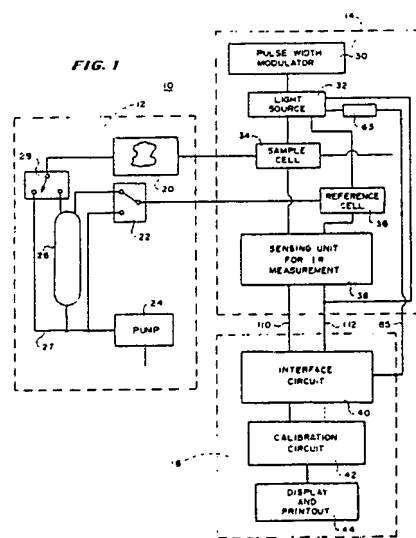 FIG. 1
10
12
14
PULSE WIDTH
MODULATOR
30
32
LIGHT
SOURCE
63
34
SAMPLE
CELL
29
20
22
REFERENCE
CELL
36
26
SENSING UNIT
FOR IR
MEASUREMENT
38
24
PUMP
27
110
112
85
INTERFACE
CIRCUIT
40
16
CALIBRATION
CIRCUIT
42
DISPLAY
AND
PRINTOUT
44